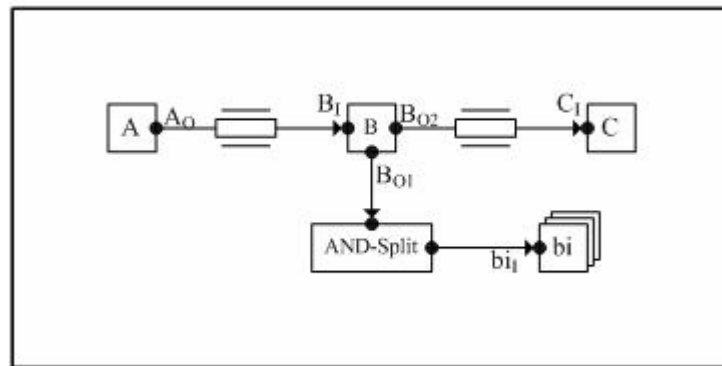 A
A_O
B_I
B
B_O2
C_I
C
B_O1
AND-Split
bi_I
bi